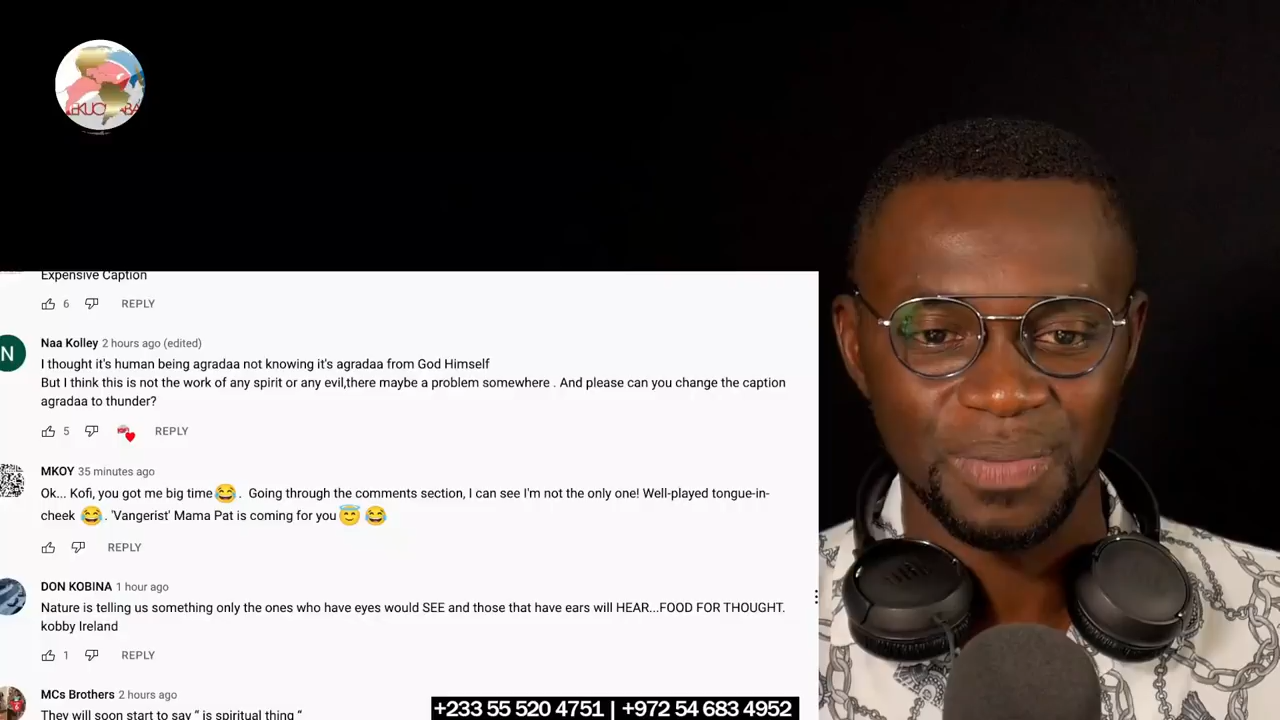 Expensive Caption
6 REPLY
N
Naa Kolley 2 hours ago (edited)
I thought it's human being agradaa not knowing it's agradaa from God Himself
But I think this is not the work of any spirit or any evil,there maybe a problem somewhere . And please can you change the caption
agradaa to thunder?
5 REPLY
MKOY 35 minutes ago
Ok... Kofi, you got me big time😂. Going through the comments section, I can see I'm not the only one! Well-played tongue-in-
cheek 😂. 'Vangerist' Mama Pat is coming for you😇 😂
REPLY
DON KOBINA 1 hour ago
Nature is telling us something only the ones who have eyes would SEE and those that have ears will HEAR...FOOD FOR THOUGHT.
kobby Ireland
1 REPLY
MCs Brothers 2 hours ago
They will soon start to say “ is spiritual thing “
+233 55 520 4751 | +972 54 683 4952
JBL